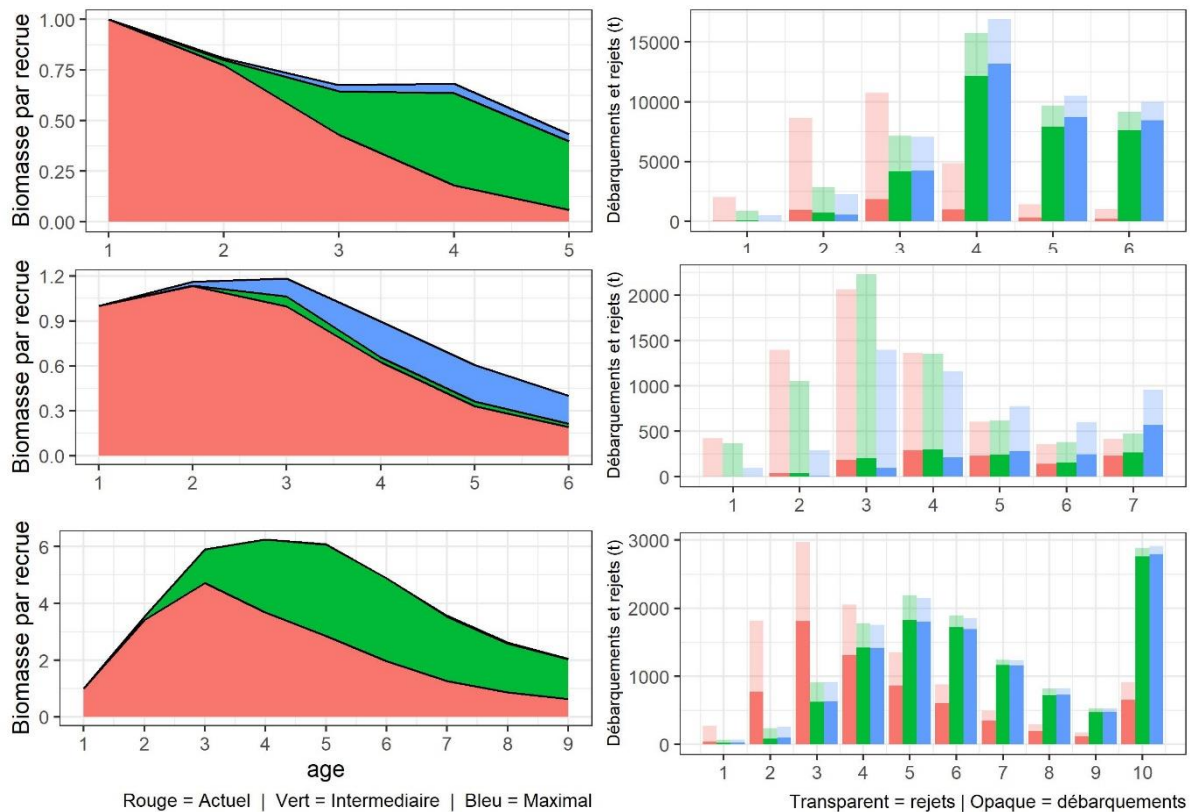 Biomasse par recrue
1.00
0.75
0.50
0.25
0.00
1 2 3 4 5
Débarquements et rejets (t)
15000
10000
5000
0
1 2 3 4 5 6
Biomasse par recrue
1.2
0.9
0.6
0.3
0.0
1 2 3 4 5 6
Débarquements et rejets (t)
2000
1500
1000
500
0
1 2 3 4 5 6 7
Biomasse par recrue
6
4
2
0
1 2 3 4 5 6 7 8 9
age
Débarquements et rejets (t)
3000
2000
1000
0
1 2 3 4 5 6 7 8 9 10
Rouge = Actuel | Vert = Intermediaire | Bleu = Maximal
Transparent = rejets | Opaque = débarquements